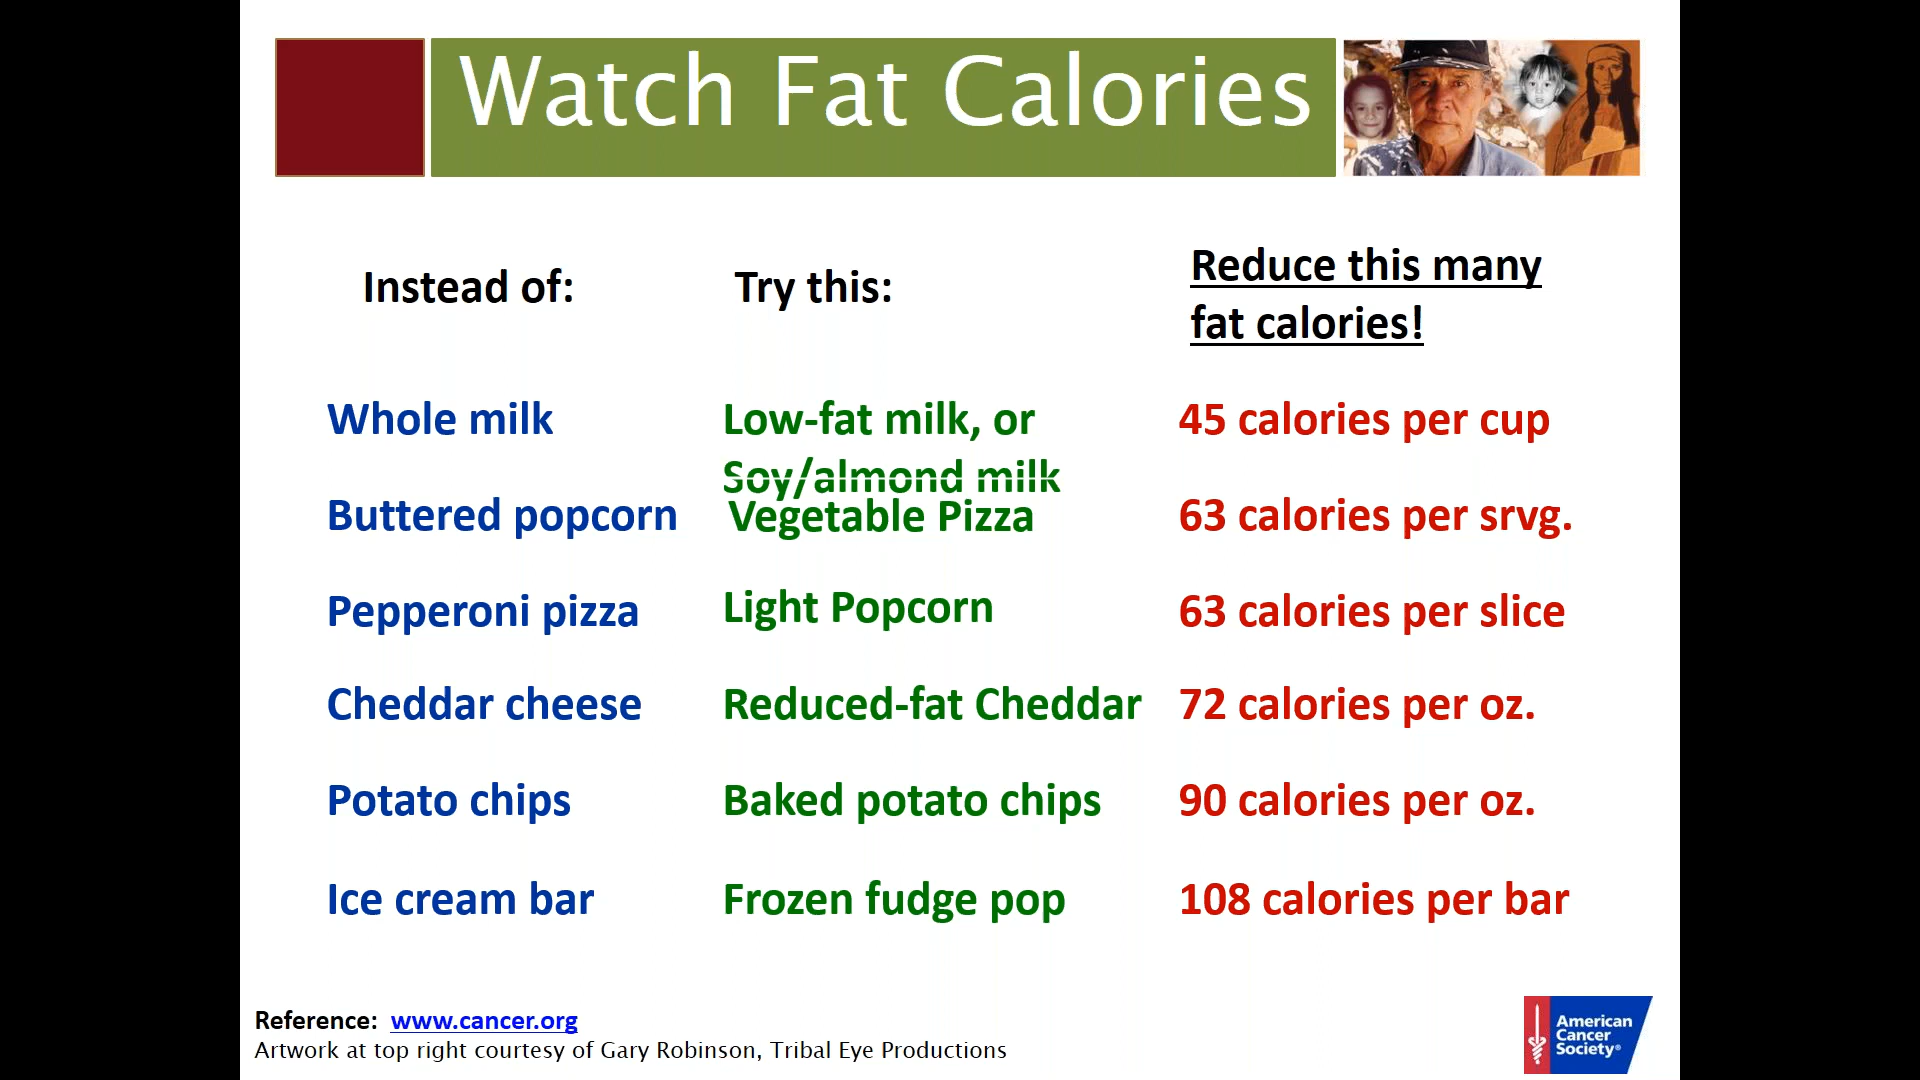 Watch Fat Calories
Instead of:
Try this:
Reduce this many
fat calories!
Whole milk
Low-fat milk, or
Soy/almond milk
45 calories per cup
Buttered popcorn
Vegetable Pizza
63 calories per srvg.
Pepperoni pizza
Light Popcorn
63 calories per slice
Cheddar cheese
Reduced-fat Cheddar
72 calories per oz.
Potato chips
Baked potato chips
90 calories per oz.
Ice cream bar
Frozen fudge pop
108 calories per bar
Reference: www.cancer.org
Artwork at top right courtesy of Gary Robinson, Tribal Eye Productions
American
Cancer
Society®